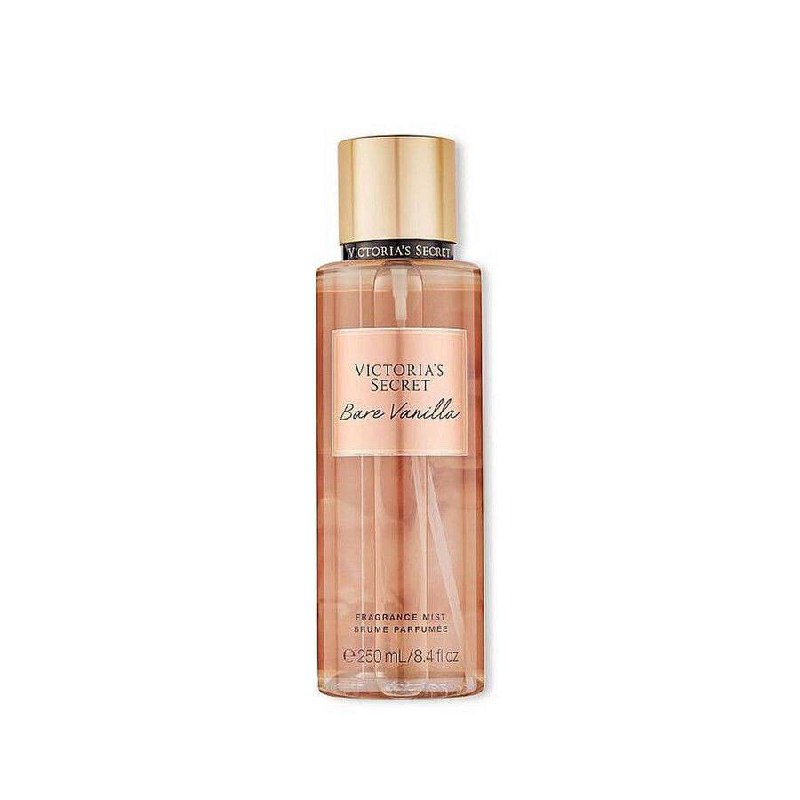 VICTORIA'S SECRET
VICTORIA'S
SECRET
Bare Vanilla
FRAGRANCE MIST
BRUME PARFUMÉE
℮250 mL/8.4 fl oz